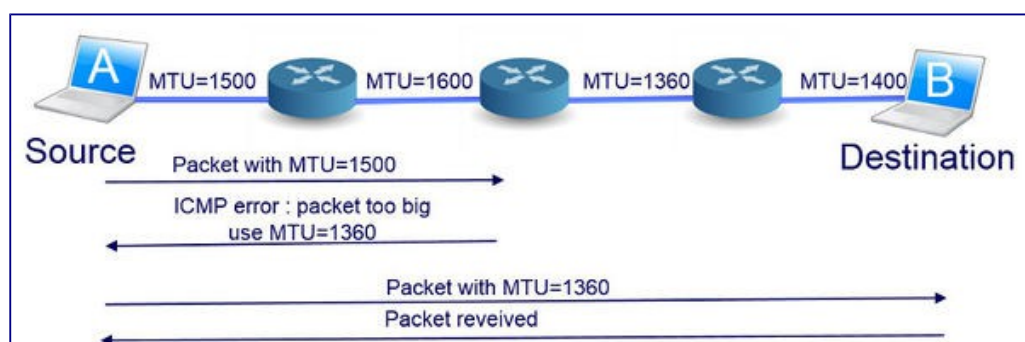 A
MTU=1500
MTU=1600
MTU=1360
MTU=1400
B
Source
Destination
Packet with MTU=1500
ICMP error : packet too big
use MTU=1360
Packet with MTU=1360
Packet reveived